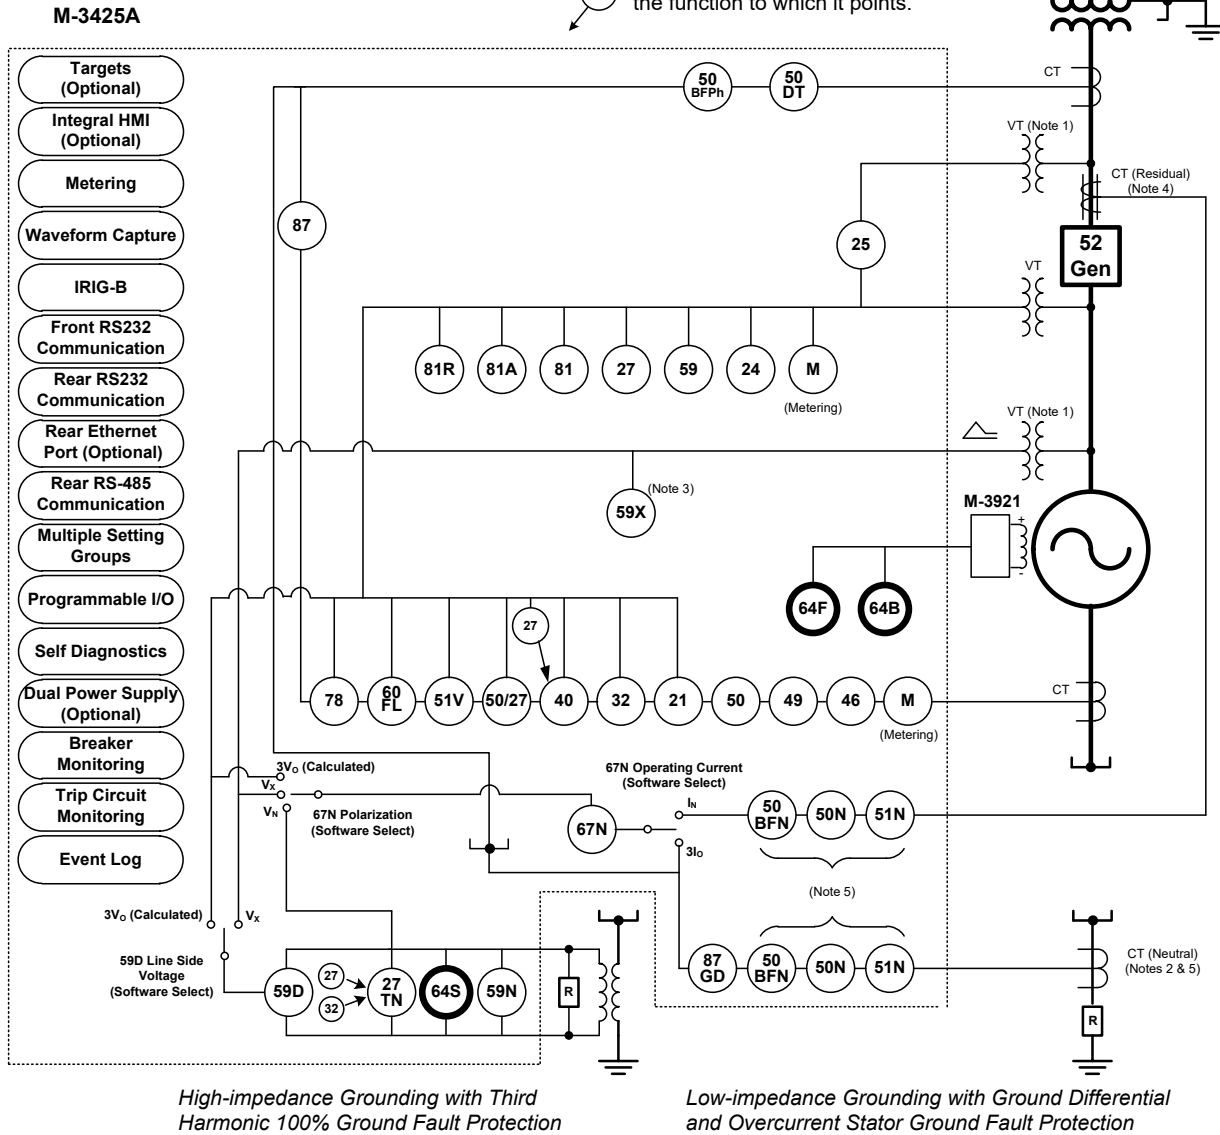 the function to which it points.
M-3425A
Targets
(Optional)
Integral HMI
(Optional)
Metering
Waveform Capture
IRIG-B
Front RS232
Communication
Rear RS232
Communication
Rear Ethernet
Port (Optional)
Rear RS-485
Communication
Multiple Setting
Groups
Programmable I/O
Self Diagnostics
Dual Power Supply
(Optional)
Breaker
Monitoring
Trip Circuit
Monitoring
Event Log
50
BFPh
50
DT
CT
VT (Note 1)
CT (Residual)
(Note 4)
87
25
52
Gen
VT
81R
81A
81
27
59
24
M
(Metering)
VT (Note 1)
(Note 3)
59X
M-3921
+
-
64F
64B
27
78
60
FL
51V
50/27
40
32
21
50
49
46
M
(Metering)
CT
3VO (Calculated)
VX
VN
67N Polarization
(Software Select)
67N Operating Current
(Software Select)
67N
IN
3IO
50
BFN
50N
51N
(Note 5)
87
GD
50
BFN
50N
51N
CT (Neutral)
(Notes 2 & 5)
R
3VO (Calculated)
VX
59D Line Side
Voltage
(Software Select)
59D
27
32
27
TN
64S
59N
R
High-impedance Grounding with Third
Harmonic 100% Ground Fault Protection
Low-impedance Grounding with Ground Differential
and Overcurrent Stator Ground Fault Protection